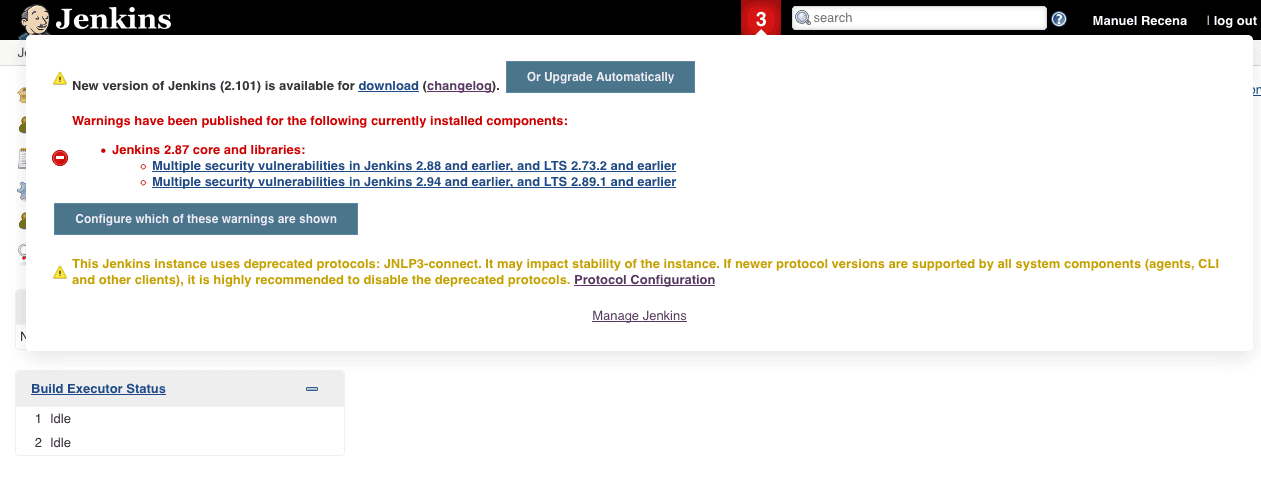 Jenkins
3
search
?
Manuel Recena
| log out
Je
New version of Jenkins (2.101) is available for download (changelog).
Or Upgrade Automatically
on
Warnings have been published for the following currently installed components:
• Jenkins 2.87 core and libraries:
○ Multiple security vulnerabilities in Jenkins 2.88 and earlier, and LTS 2.73.2 and earlier
○ Multiple security vulnerabilities in Jenkins 2.94 and earlier, and LTS 2.89.1 and earlier
Configure which of these warnings are shown
This Jenkins instance uses deprecated protocols: JNLP3-connect. It may impact stability of the instance. If newer protocol versions are supported by all system components (agents, CLI
and other clients), it is highly recommended to disable the deprecated protocols. Protocol Configuration
Manage Jenkins
N
Build Executor Status
1 Idle
2 Idle